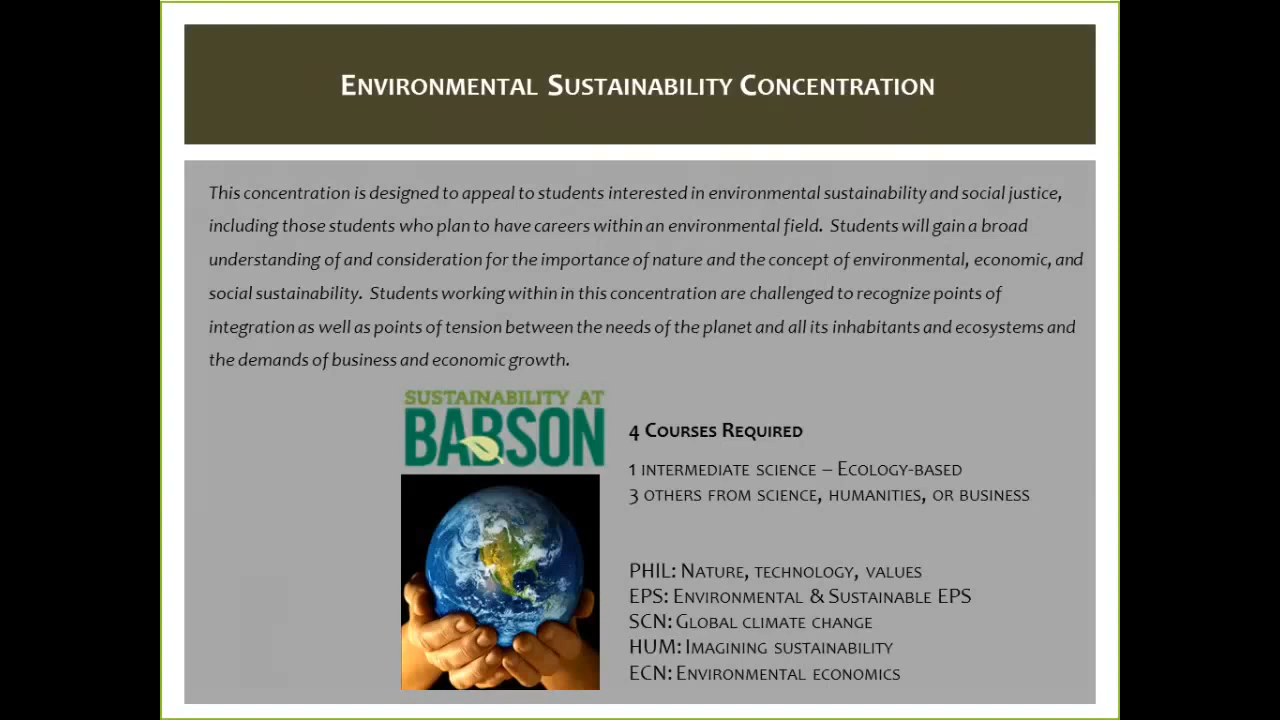 ENVIRONMENTAL SUSTAINABILITY CONCENTRATION
This concentration is designed to appeal to students interested in environmental sustainability and social justice,
including those students who plan to have careers within an environmental field. Students will gain a broad
understanding of and consideration for the importance of nature and the concept of environmental, economic, and
social sustainability. Students working within in this concentration are challenged to recognize points of
integration as well as points of tension between the needs of the planet and all its inhabitants and ecosystems and
the demands of business and economic growth.
SUSTAINABILITY AT
BABSON
4 COURSES REQUIRED
1 INTERMEDIATE SCIENCE – ECOLOGY-BASED
3 OTHERS FROM SCIENCE, HUMANITIES, OR BUSINESS
PHIL: NATURE, TECHNOLOGY, VALUES
EPS: ENVIRONMENTAL & SUSTAINABLE EPS
SCN: GLOBAL CLIMATE CHANGE
HUM: IMAGINING SUSTAINABILITY
ECN: ENVIRONMENTAL ECONOMICS